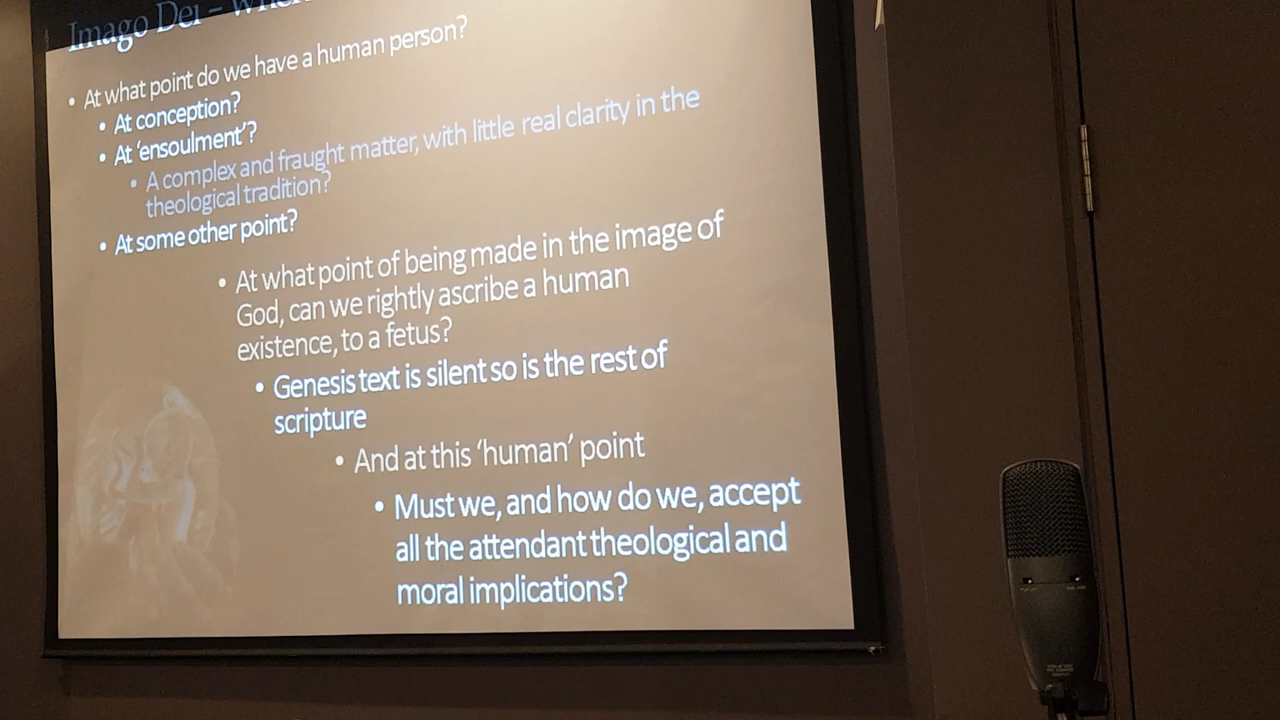 Imago Dei – When
• At what point do we have a human person?
• At conception?
• At ‘ensoulment’?
• A complex and fraught matter, with little real clarity in the
theological tradition?
• At some other point?
• At what point of being made in the image of
God, can we rightly ascribe a human
existence, to a fetus?
• Genesis text is silent so is the rest of
scripture
• And at this ‘human’ point
• Must we, and how do we, accept
all the attendant theological and
moral implications?